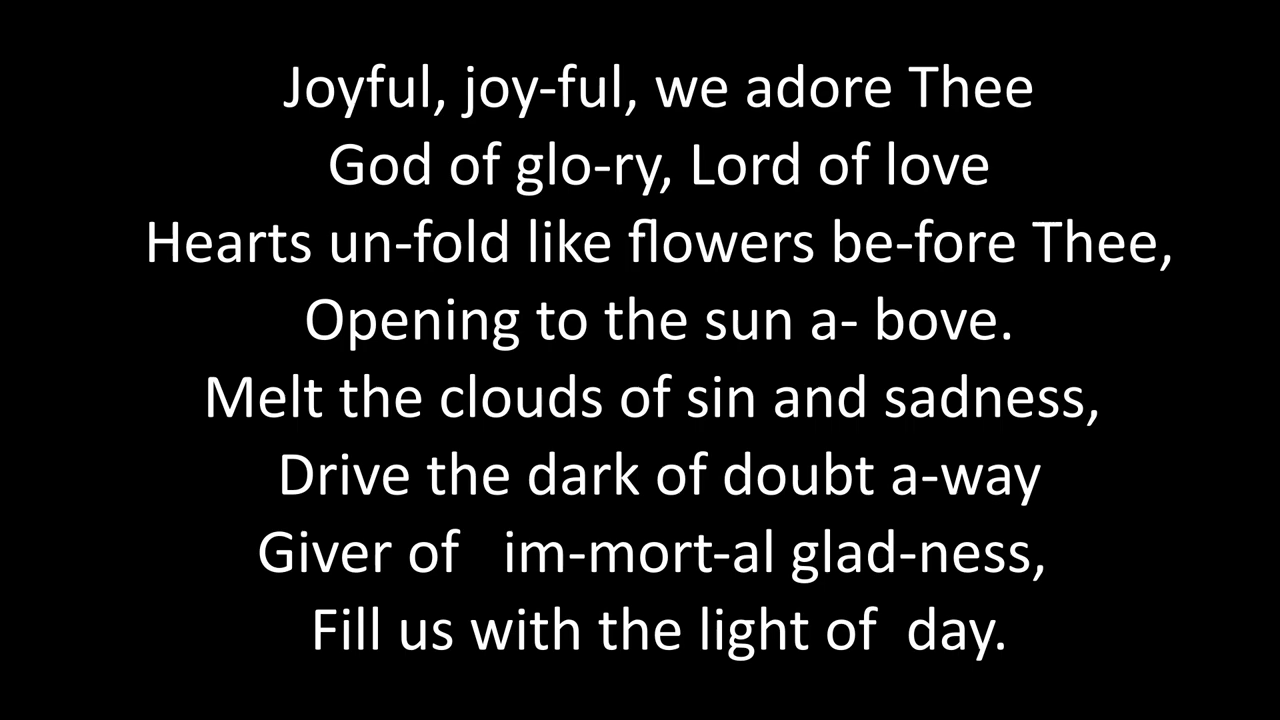 Joyful, joy-ful, we adore Thee
God of glo-ry, Lord of love
Hearts un-fold like flowers be-fore Thee,
Opening to the sun a- bove.
Melt the clouds of sin and sadness,
Drive the dark of doubt a-way
Giver of   im-mort-al glad-ness,
Fill us with the light of  day.